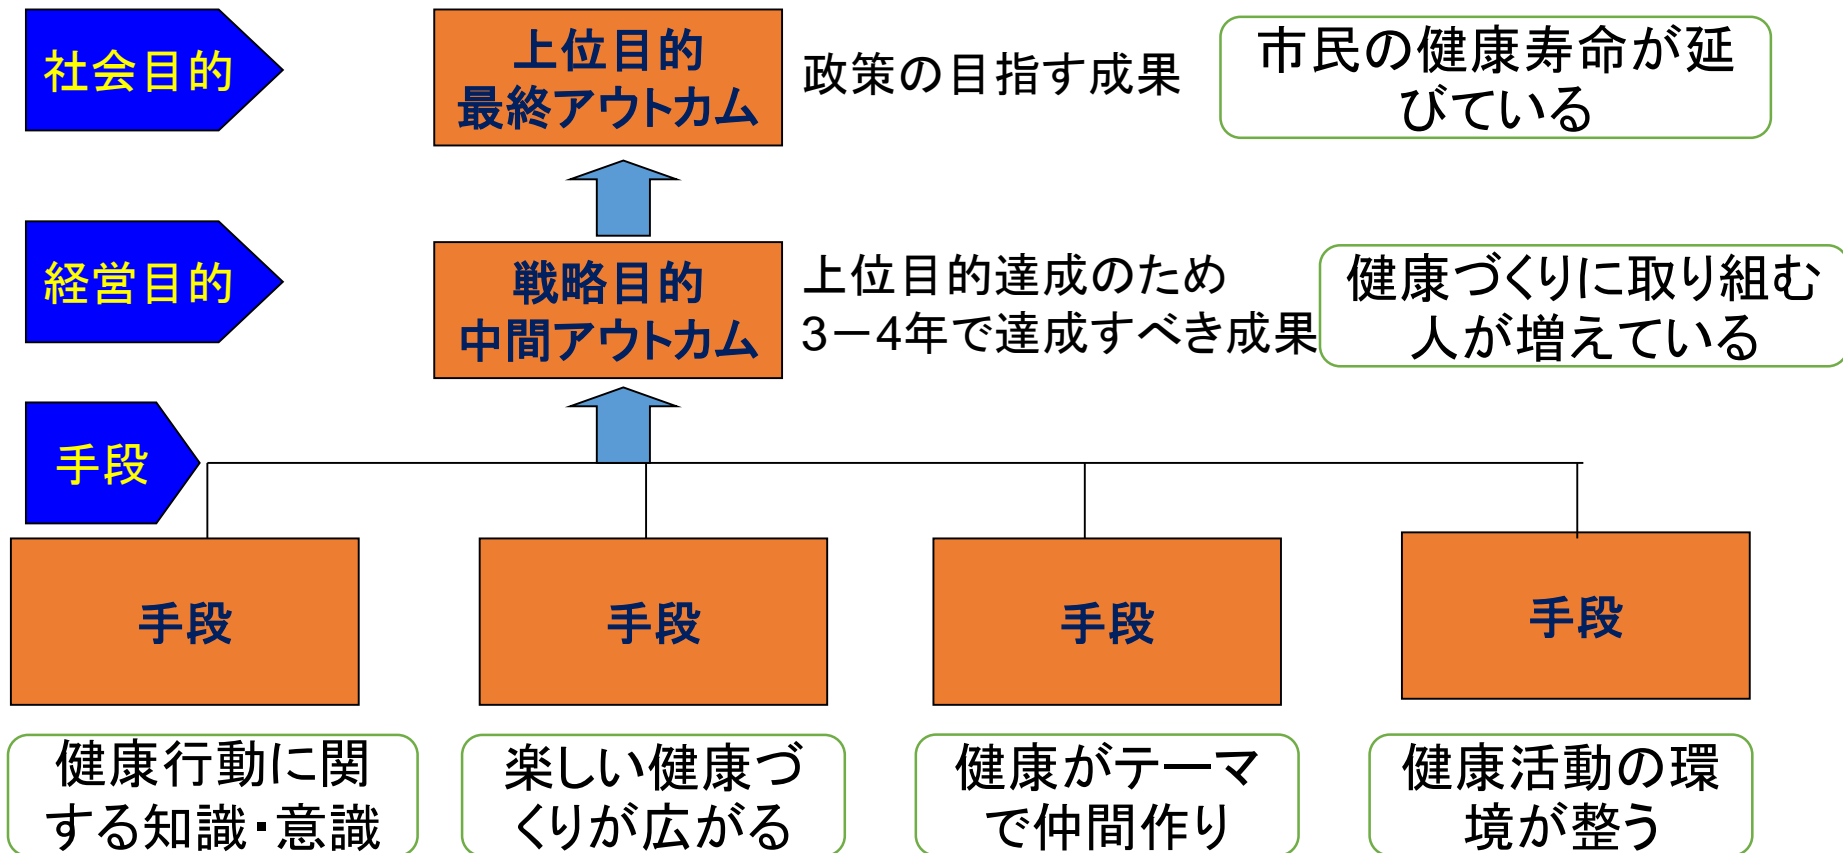 社会目的
上位目的
最終アウトカム
政策の目指す成果
市民の健康寿命が延
びている
経営目的
戦略目的
中間アウトカム
上位目的達成のため
3－4年で達成すべき成果
健康づくりに取り組む
人が増えている
手段
手段
手段
手段
手段
健康行動に関
する知識・意識
楽しい健康づ
くりが広がる
健康がテーマ
で仲間作り
健康活動の環
境が整う